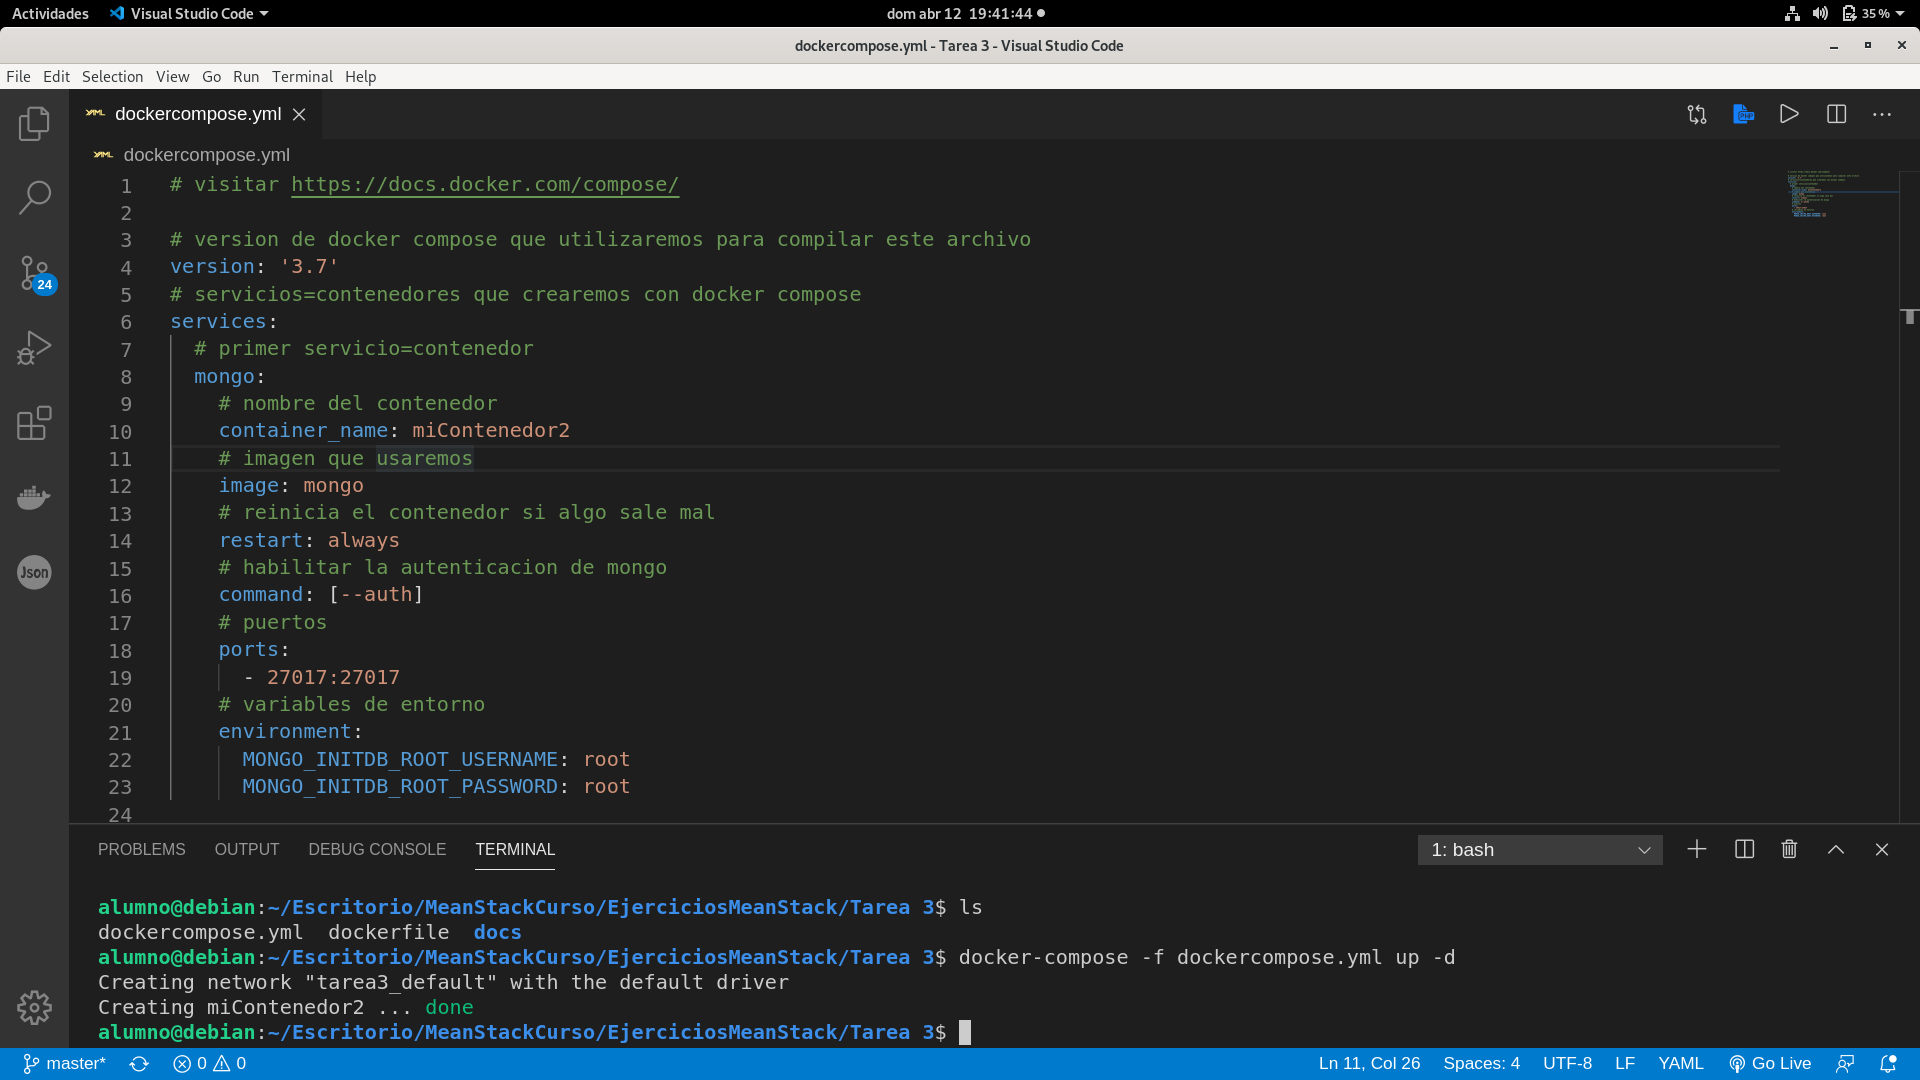 Actividades Visual Studio Code dom abr 12 19:41:44 35 %
dockercompose.yml - Tarea 3 - Visual Studio Code
File Edit Selection View Go Run Terminal Help
YAML dockercompose.yml
PHP
YAML dockercompose.yml
1 # visitar https://docs.docker.com/compose/
2
3 # version de docker compose que utilizaremos para compilar este archivo
4 version: '3.7'
5 # servicios=contenedores que crearemos con docker compose
6 services:
7 # primer servicio=contenedor
8 mongo:
9 # nombre del contenedor
10 container_name: miContenedor2
11 # imagen que usaremos
12 image: mongo
13 # reinicia el contenedor si algo sale mal
14 restart: always
15 # habilitar la autenticacion de mongo
16 command: [--auth]
17 # puertos
18 ports:
19 - 27017:27017
20 # variables de entorno
21 environment:
22 MONGO_INITDB_ROOT_USERNAME: root
23 MONGO_INITDB_ROOT_PASSWORD: root
24
24
Json
PROBLEMS OUTPUT DEBUG CONSOLE TERMINAL 1: bash
alumno@debian:~/Escritorio/MeanStackCurso/EjerciciosMeanStack/Tarea 3$ ls
dockercompose.yml dockerfile docs
alumno@debian:~/Escritorio/MeanStackCurso/EjerciciosMeanStack/Tarea 3$ docker-compose -f dockercompose.yml up -d
Creating network "tarea3_default" with the default driver
Creating miContenedor2 ... done
alumno@debian:~/Escritorio/MeanStackCurso/EjerciciosMeanStack/Tarea 3$
master* 0 0 Ln 11, Col 26 Spaces: 4 UTF-8 LF YAML Go Live